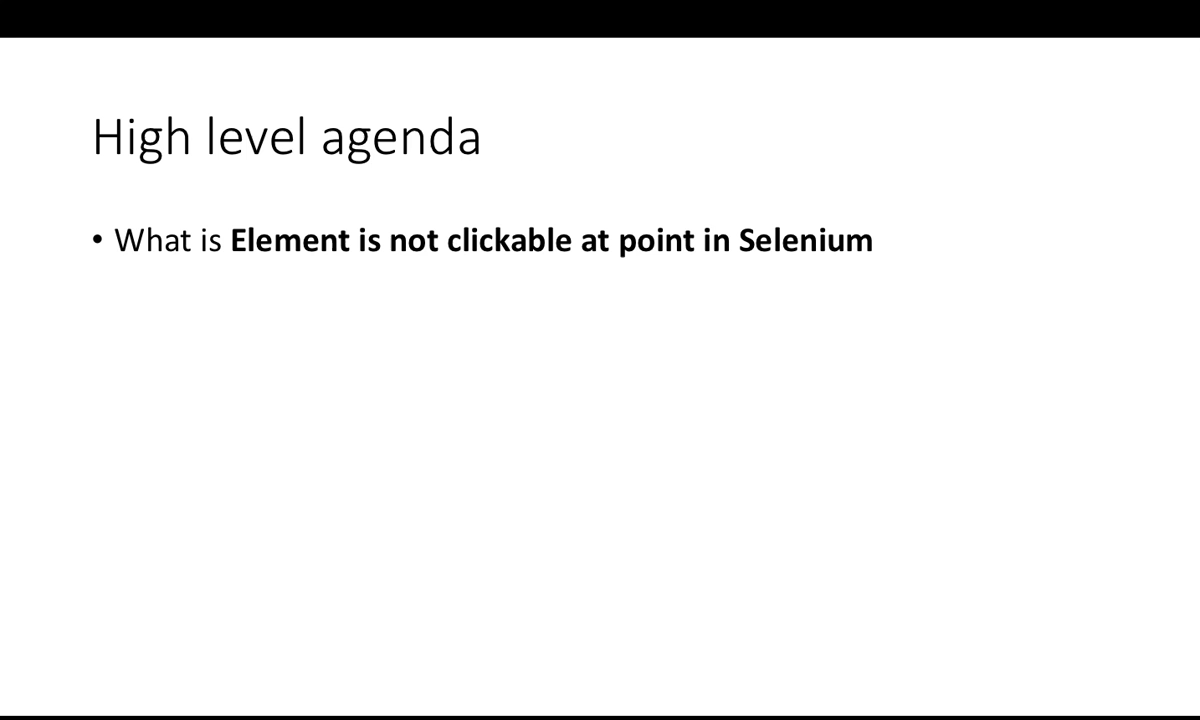 High level agenda
• What is Element is not clickable at point in Selenium